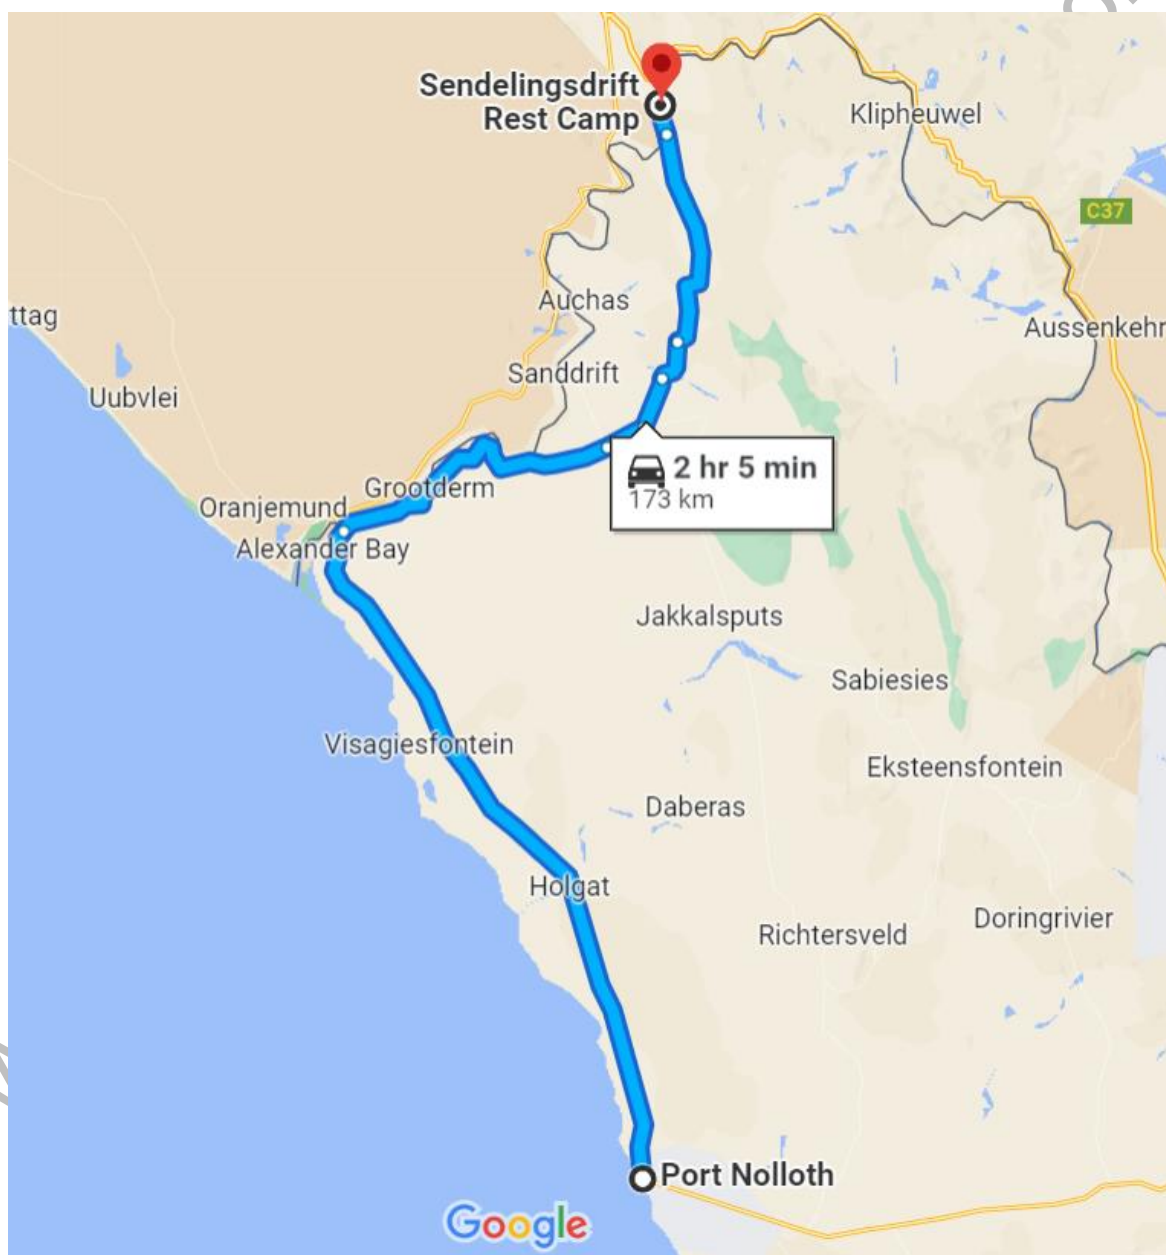 Sendelingsdrift
Rest Camp
Klipheuwel
C37
Auchas
ttag
Aussenkehr
Sanddrift
Uubvlei
2 hr 5 min
173 km
Grootderm
Oranjemund
Alexander Bay
Jakkalsputs
Sabiesies
Visagiesfontein
Eksteensfontein
Daberas
Holgat
Doringrivier
Richtersveld
Port Nolloth
Google